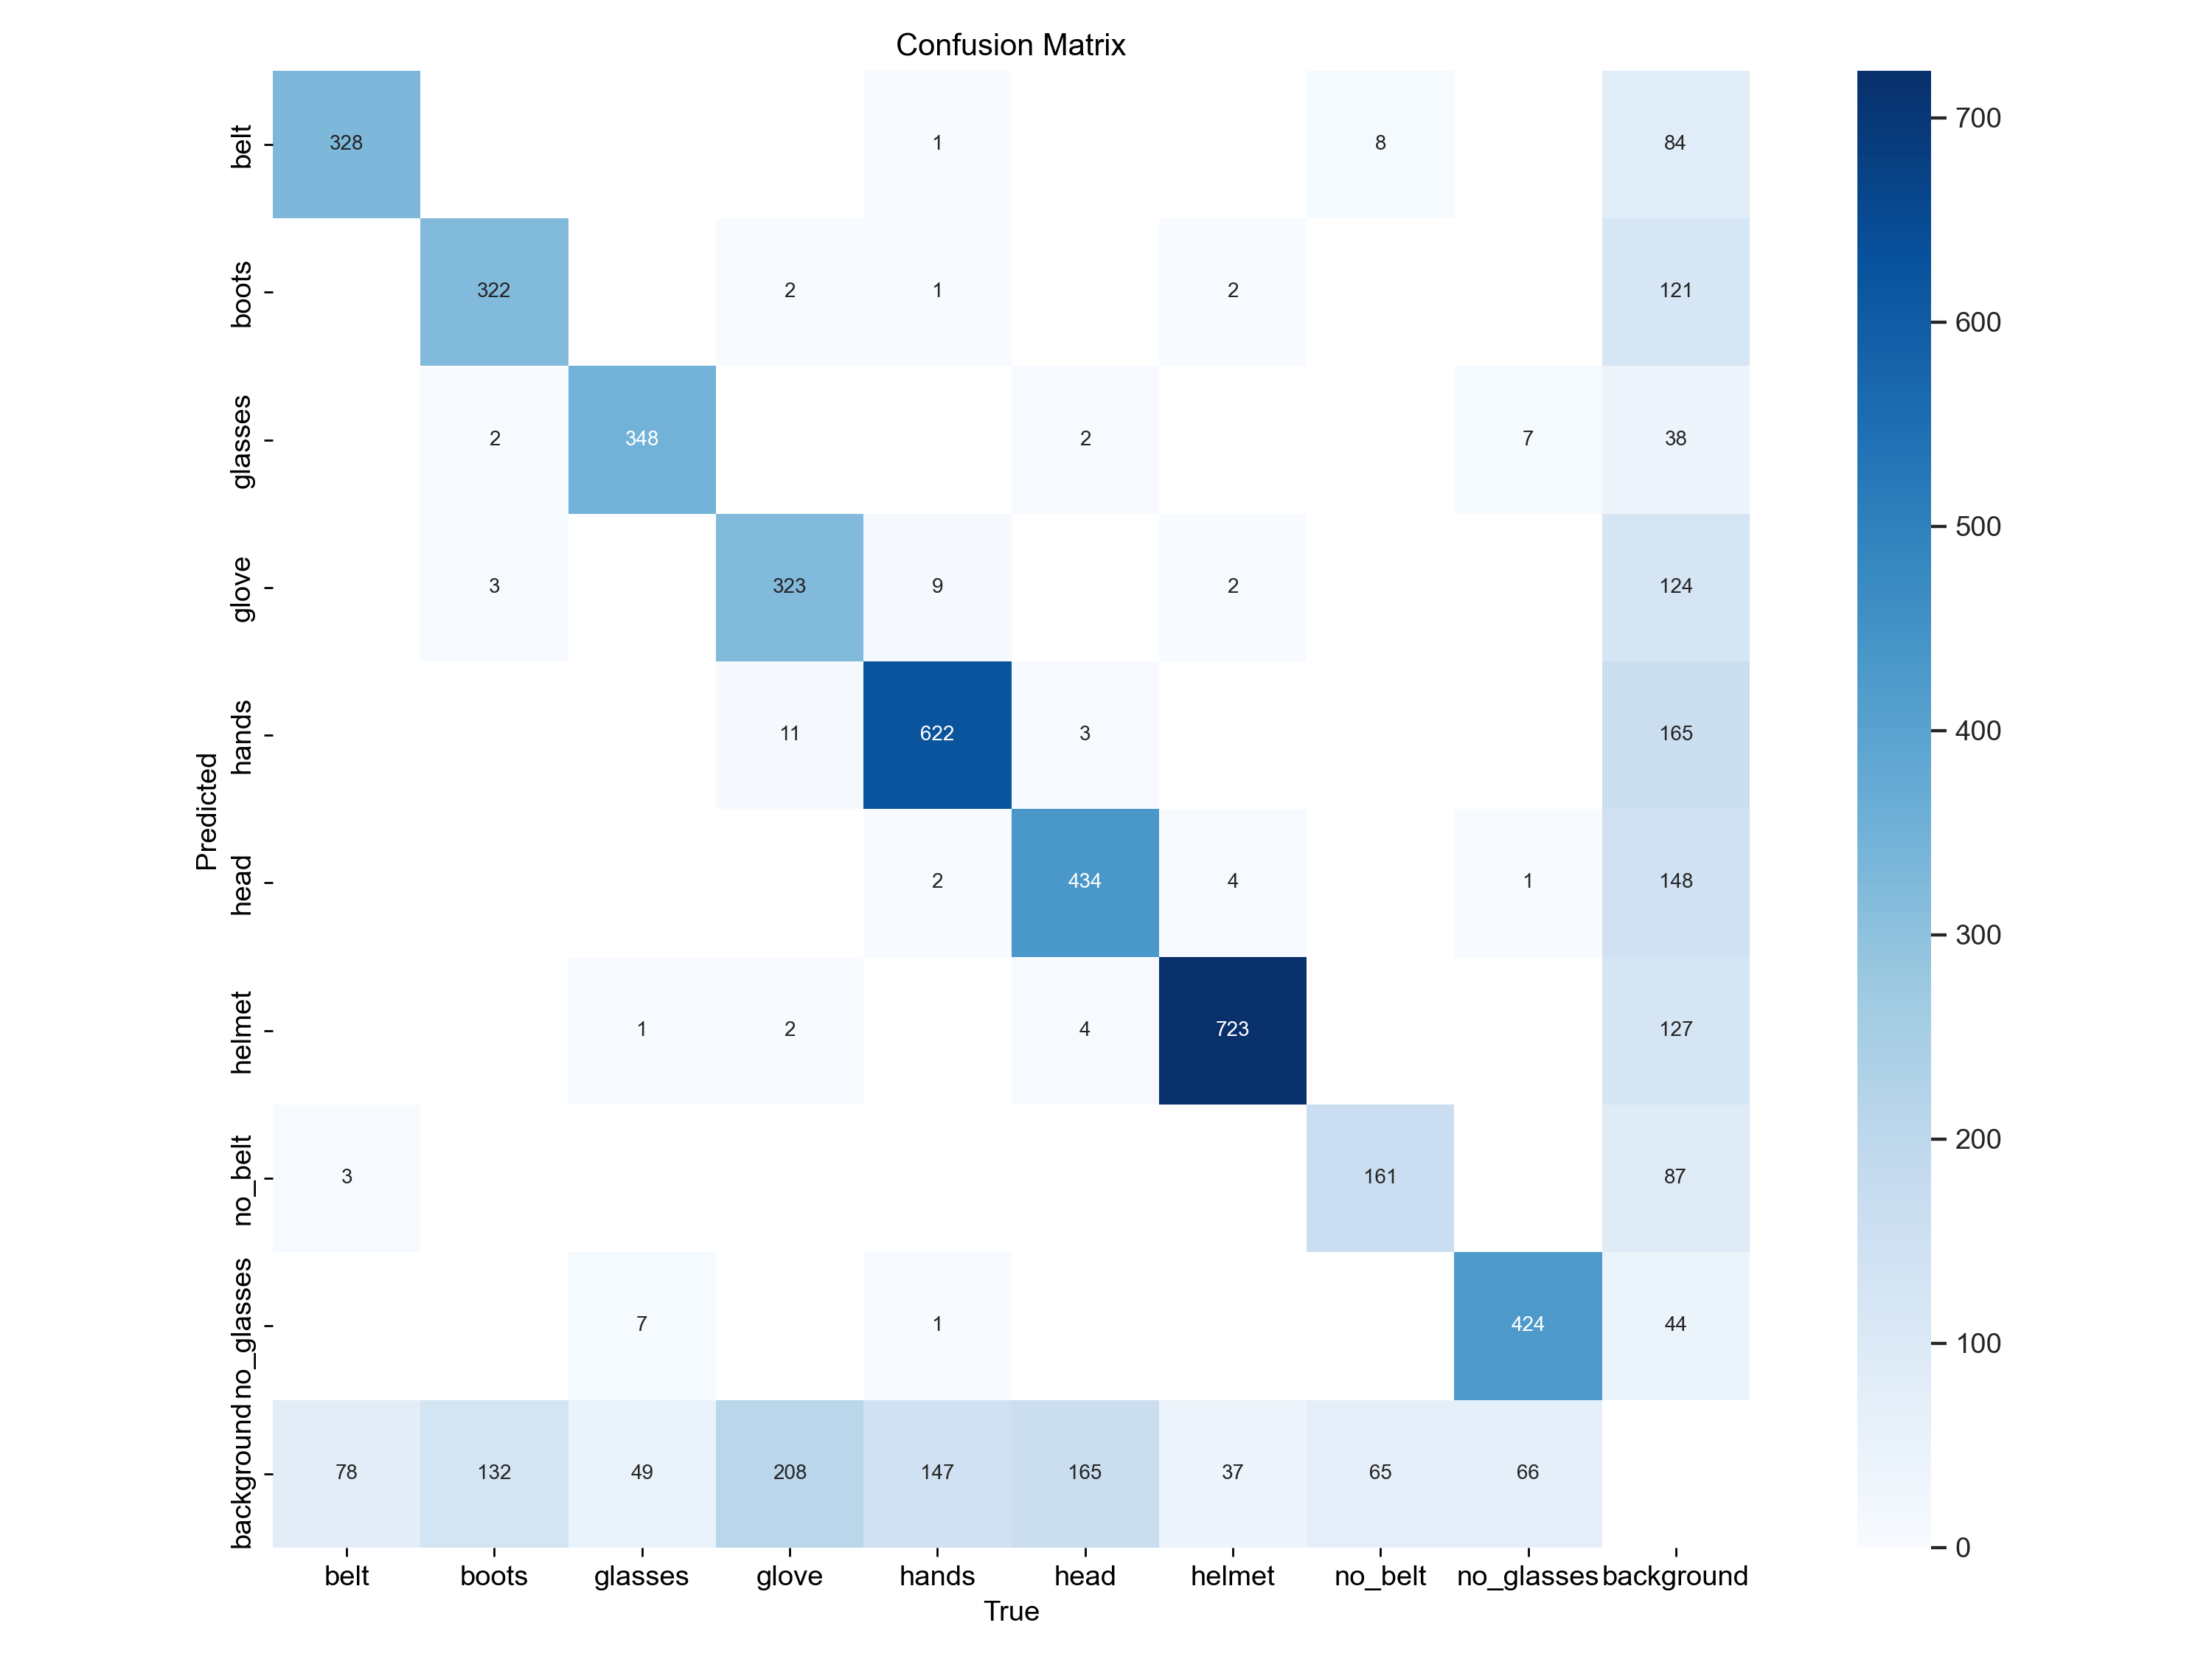 Confusion Matrix
belt 328 1 8 84
boots 322 2 1 2 121
glasses 2 348 2 7 38
glove 3 323 9 2 124
hands 11 622 3 165
head 2 434 4 1 148
helmet 1 2 4 723 127
no_belt 3 161 87
no_glasses 7 1 424 44
background 78 132 49 208 147 165 37 65 66
Predicted
belt boots glasses glove hands head helmet no_belt no_glasses background
True
700
600
500
400
300
200
100
0